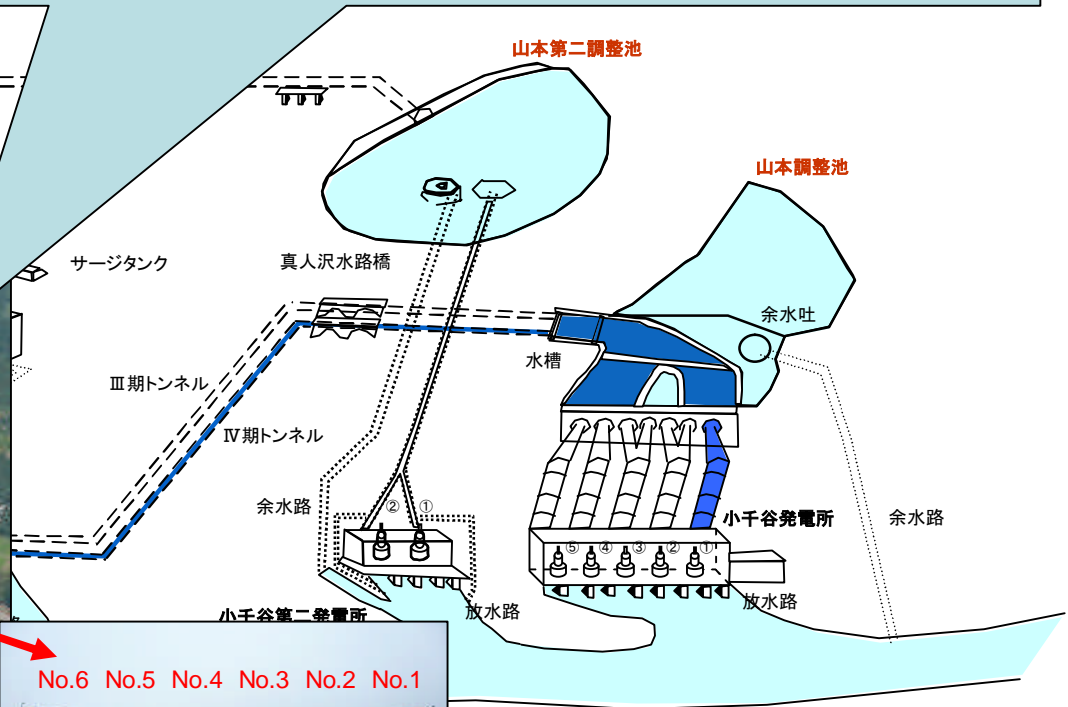 山本第二調整池
山本調整池
サージタンク
真人沢水路橋
余水吐
水槽
Ⅲ期トンネル
Ⅳ期トンネル
余水路
② ①
小千谷発電所
余水路
⑤ ④ ③ ② ①
放水路
放水路
小千谷第二発電所
No.6 No.5 No.4 No.3 No.2 No.1